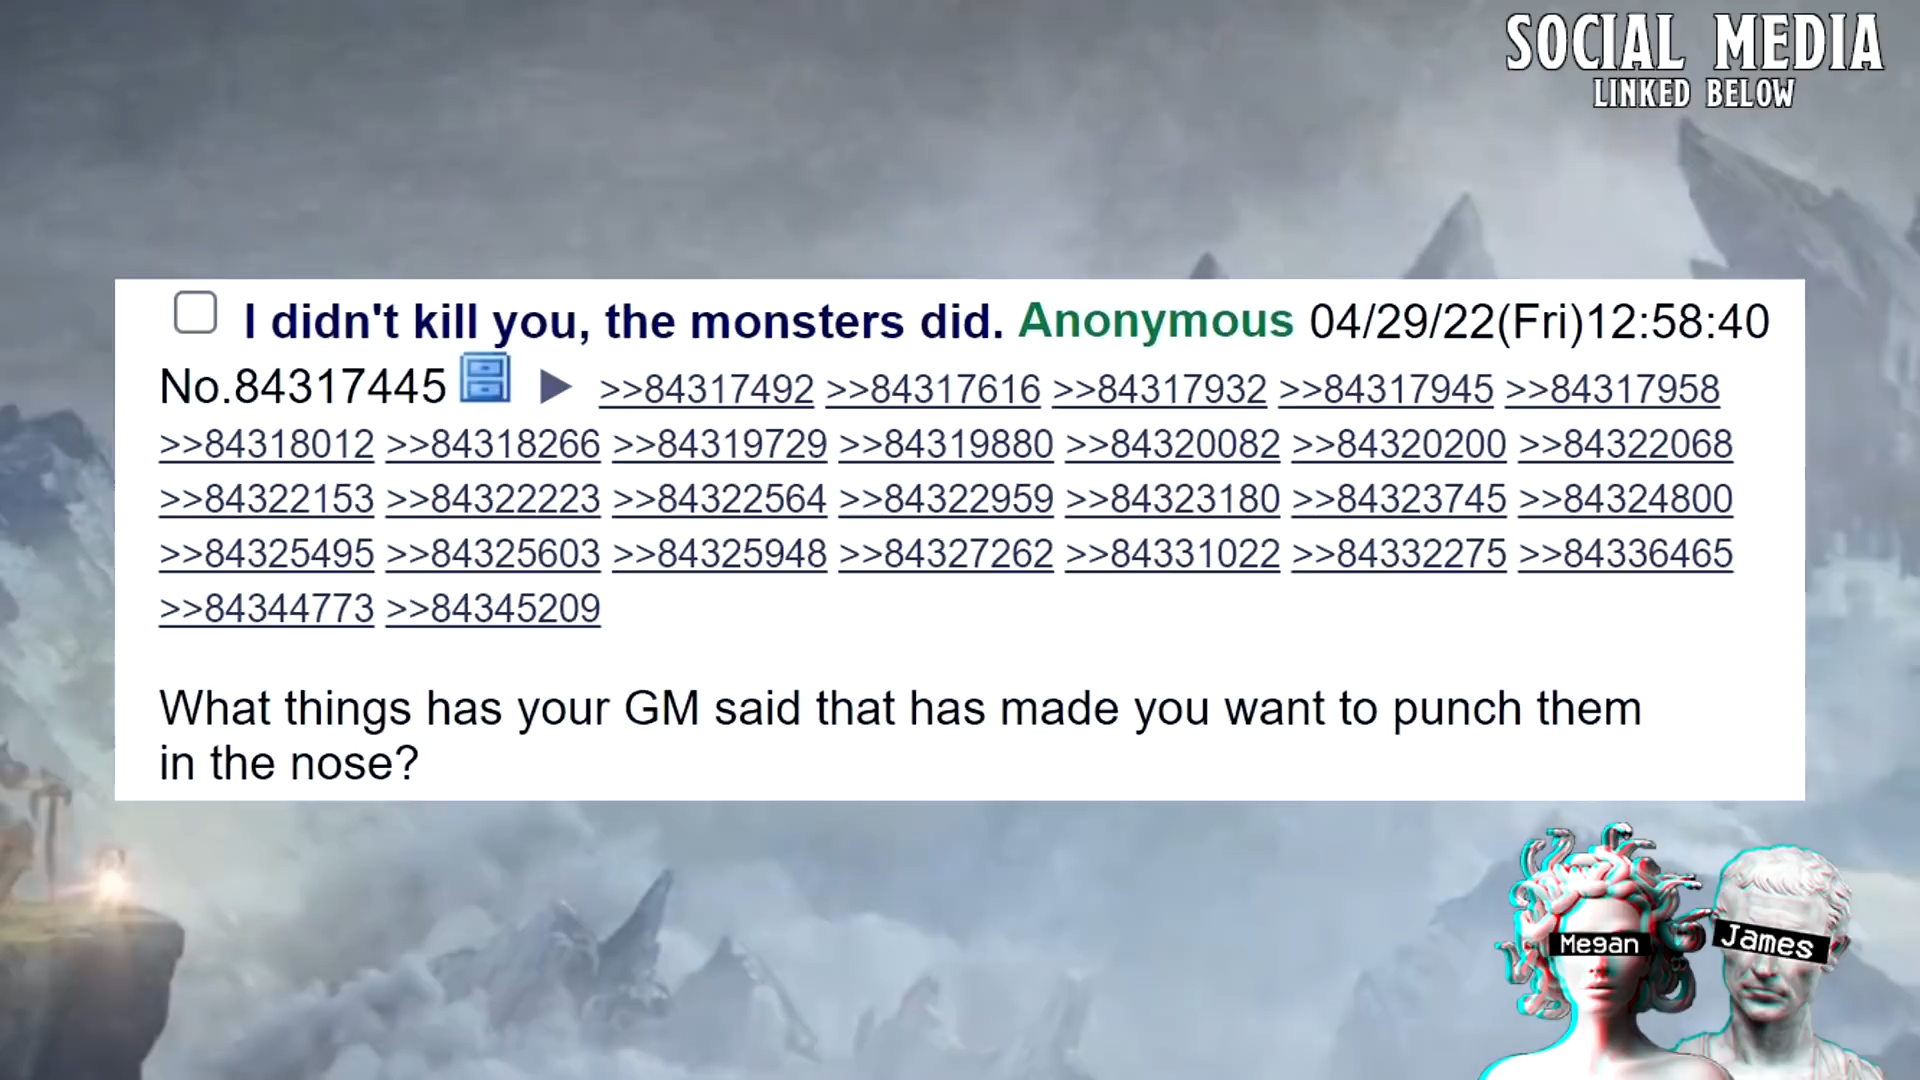 SOCIAL MEDIA
LINKED BELOW
I didn't kill you, the monsters did. Anonymous 04/29/22(Fri)12:58:40
No.84317445 ▶ >>84317492 >>84317616 >>84317932 >>84317945 >>84317958
>>84318012 >>84318266 >>84319729 >>84319880 >>84320082 >>84320200 >>84322068
>>84322153 >>84322223 >>84322564 >>84322959 >>84323180 >>84323745 >>84324800
>>84325495 >>84325603 >>84325948 >>84327262 >>84331022 >>84332275 >>84336465
>>84344773 >>84345209
What things has your GM said that has made you want to punch them
in the nose?
Megan
James